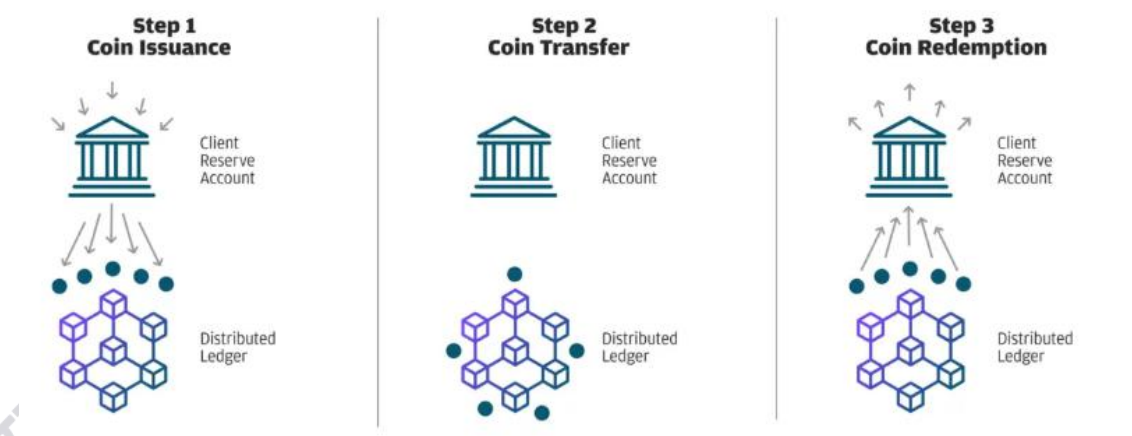 Step 1
Coin Issuance
Client
Reserve
Account
Distributed
Ledger
Step 2
Coin Transfer
Client
Reserve
Account
Distributed
Ledger
Step 3
Coin Redemption
Client
Reserve
Account
Distributed
Ledger